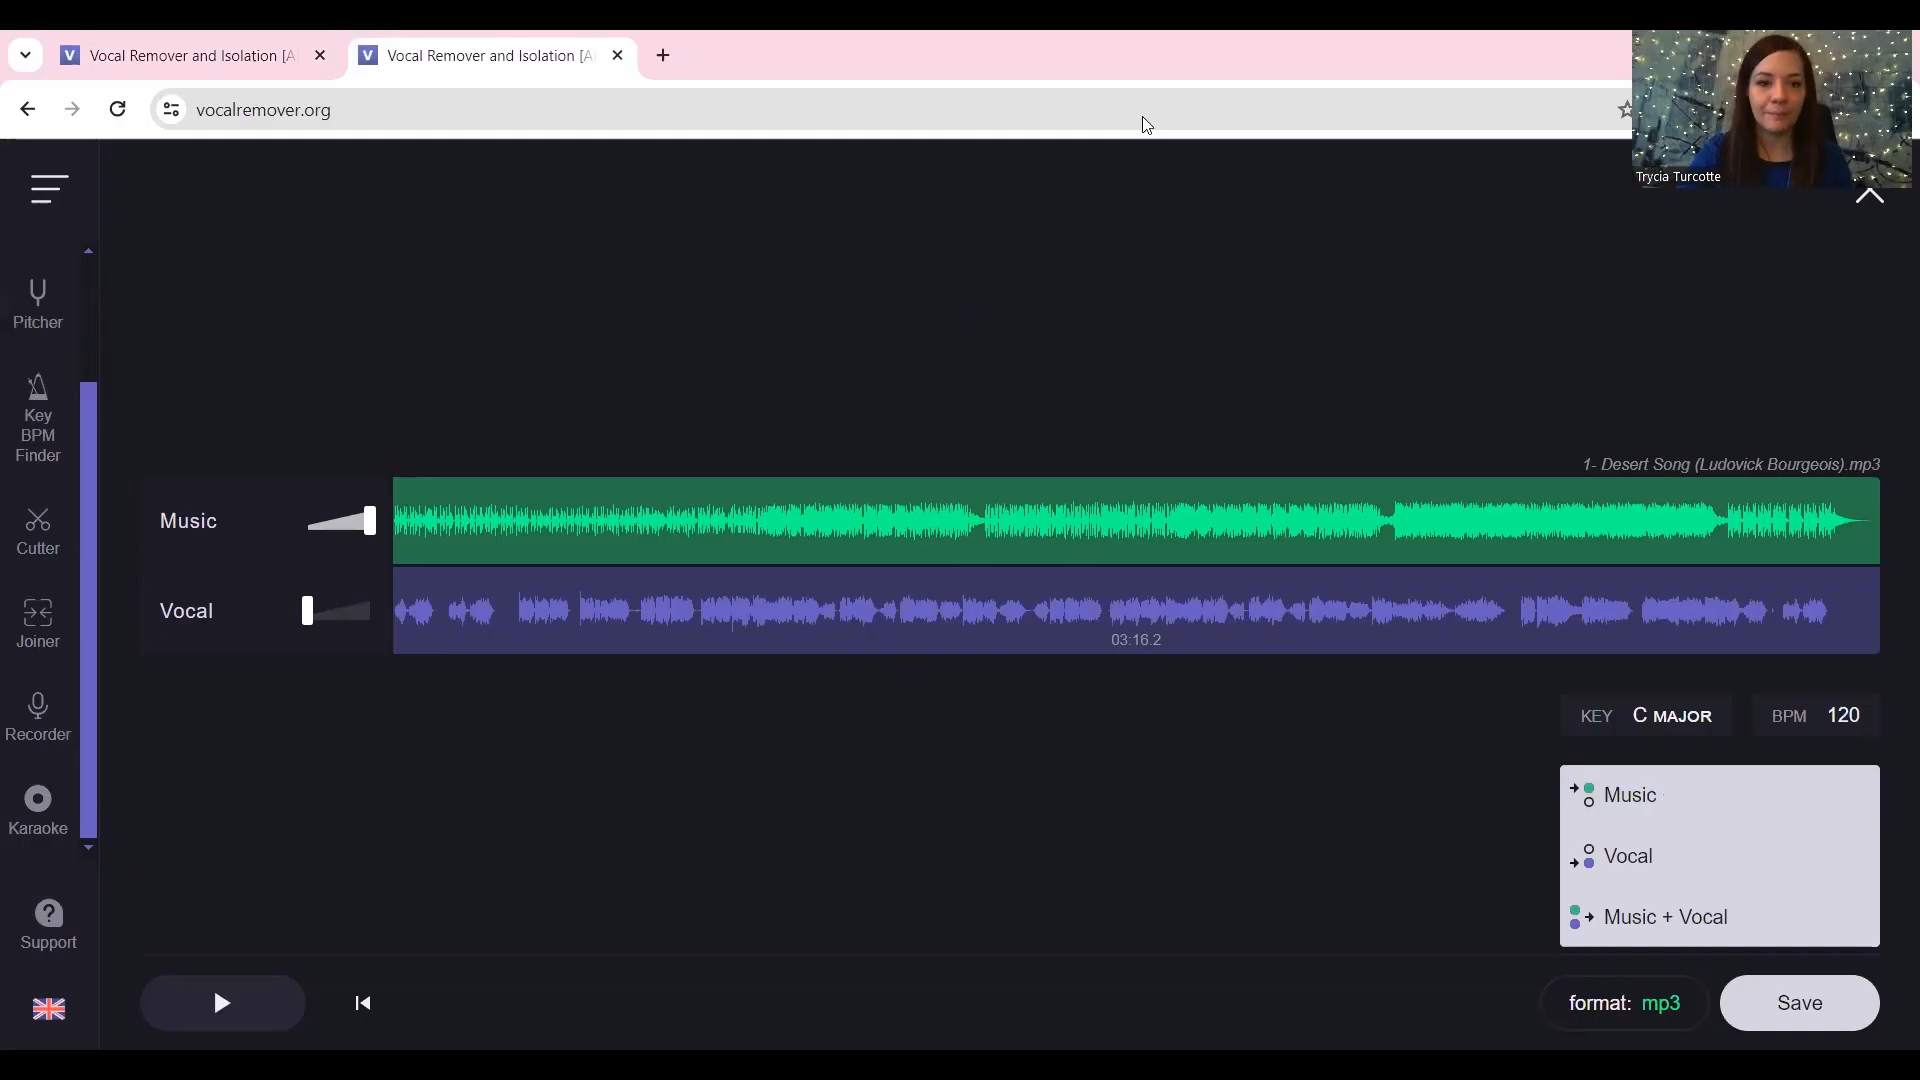 Vocal Remover and Isolation [A
Vocal Remover and Isolation [A
vocalremover.org
Trycia Turcotte
Pitcher
Key
BPM
Finder
Cutter
Joiner
Recorder
Karaoke
Support
1- Desert Song (Ludovick Bourgeois).mp3
Music
Vocal
03:16.2
KEY C MAJOR BPM 120
Music
Vocal
Music + Vocal
format: mp3 Save